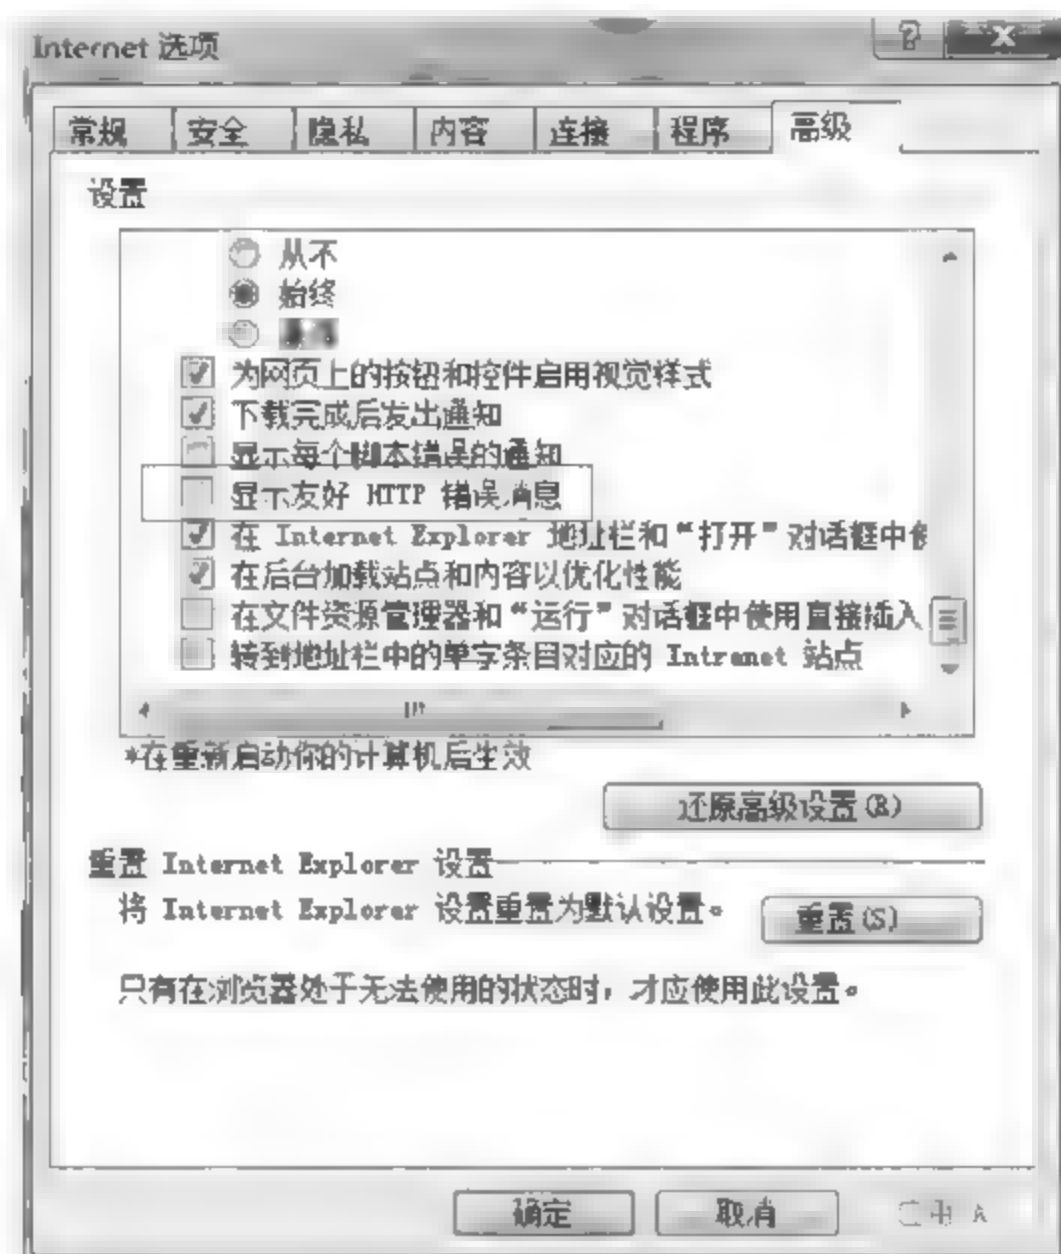 Internet 选项
常规 安全 隐私 内容 连接 程序 高级
设置
从不
始终
为网页上的按钮和控件启用视觉样式
下载完成后发出通知
显示每个脚本错误的通知
显示友好 HTTP 错误消息
在 Internet Explorer 地址栏和“打开”对话框中使
在后台加载站点和内容以优化性能
在文件资源管理器和“运行”对话框中使用直接插入
转到地址栏中的单字条目对应的 Intranet 站点
*在重新启动你的计算机后生效
还原高级设置(R)
重置 Internet Explorer 设置
将 Internet Explorer 设置重置为默认设置。
重置(S)
只有在浏览器处于无法使用的状态时，才应使用此设置。
确定 取消